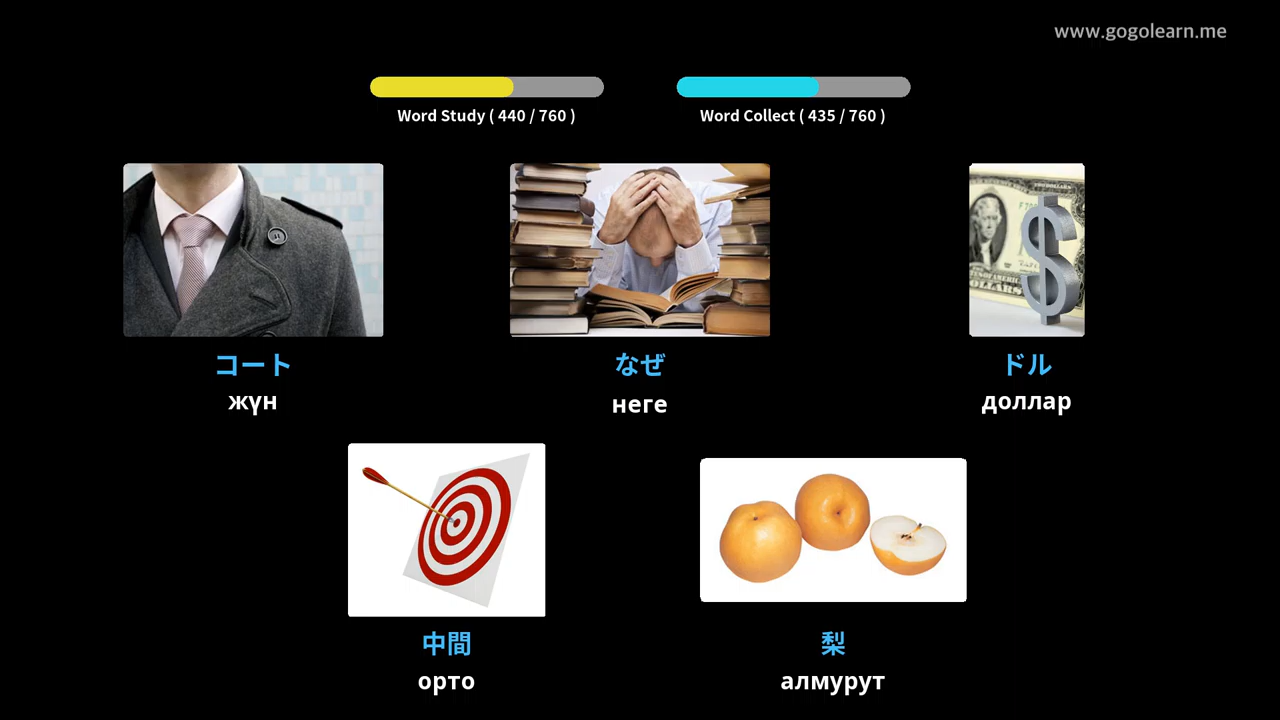 www.gogolearn.me
Word Study ( 440 / 760 )
Word Collect ( 435 / 760 )
コート
жүн
なぜ
неге
ドル
доллар
中間
орто
梨
алмурут